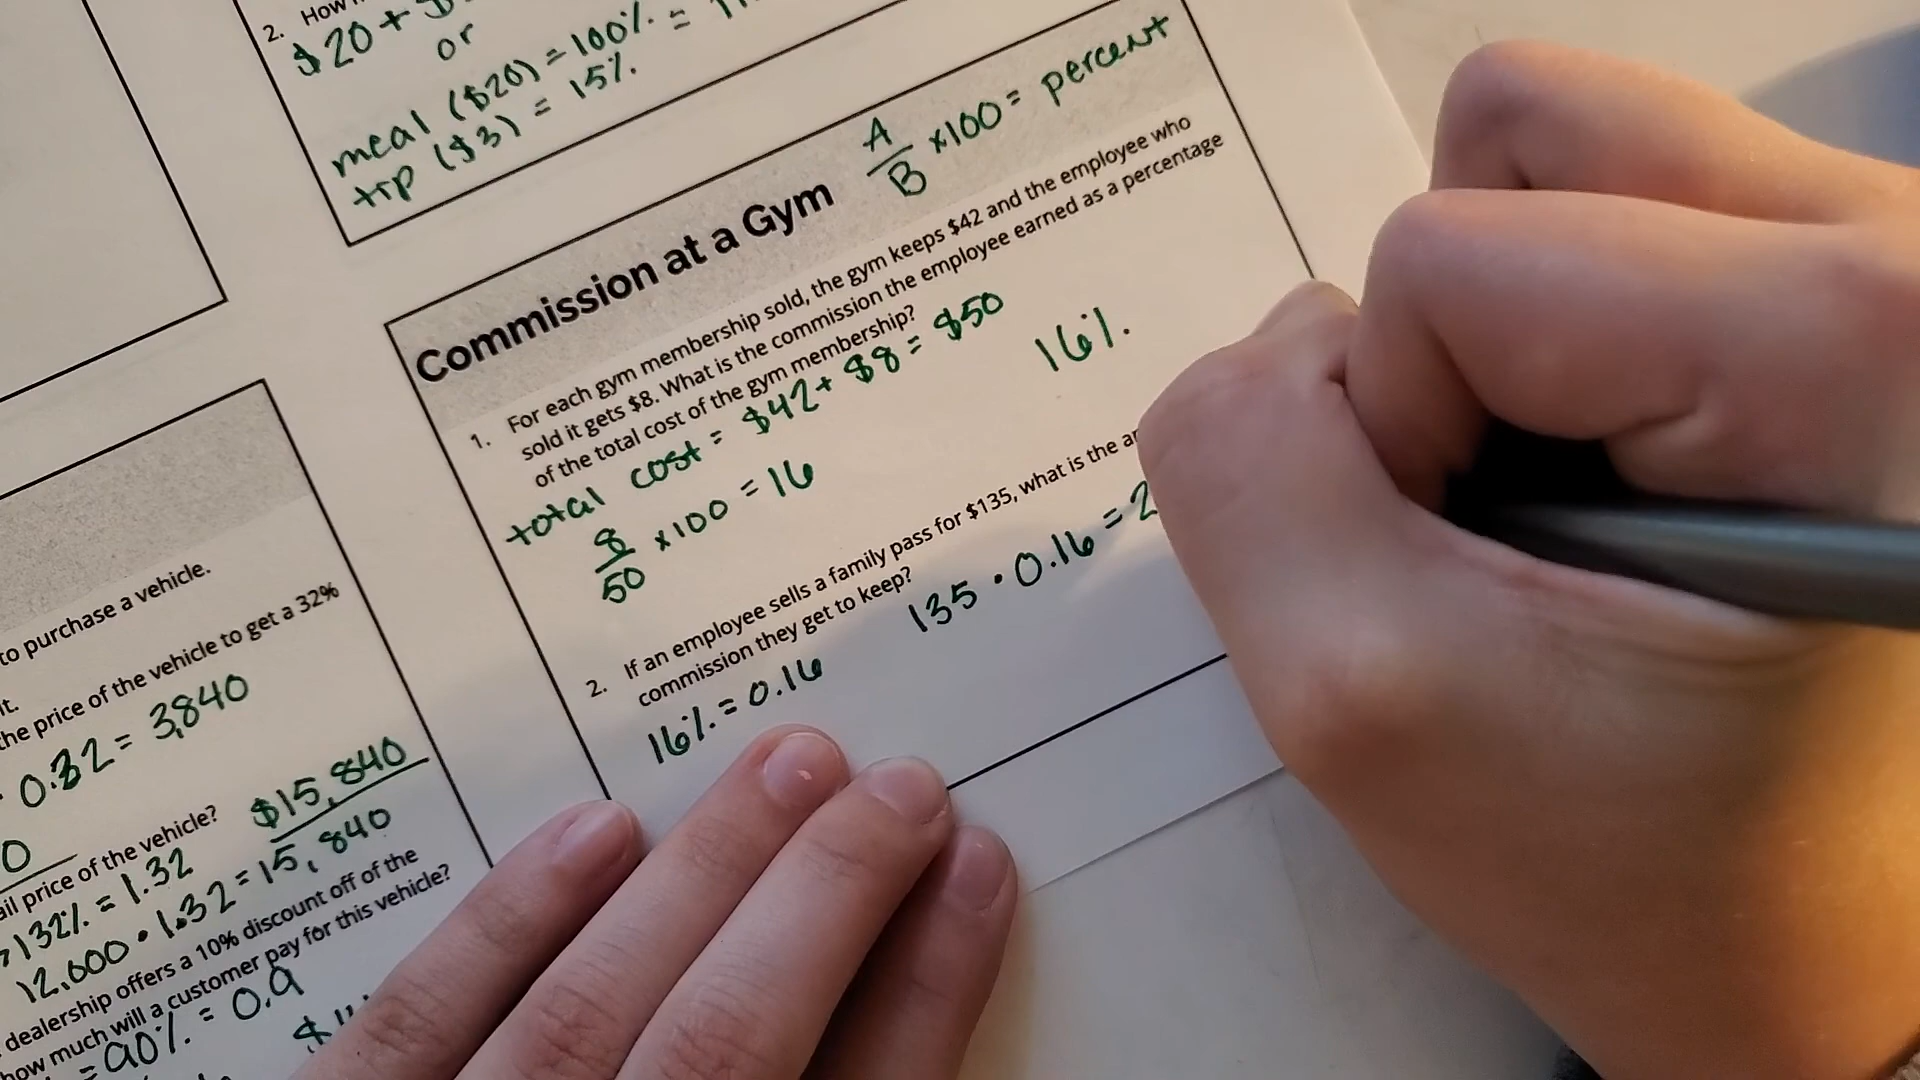 2. How
$20 + $
or
meal ($20) = 100% =
tip ($3) = 15%
Commission at a Gym
A/B ×100 = percent
1. For each gym membership sold, the gym keeps $42 and the employee who
sold it gets $8. What is the commission the employee earned as a percentage
of the total cost of the gym membership?
total cost = $42 + $8 = $50
8/50 ×100 = 16
16%
2. If an employee sells a family pass for $135, what is the
commission they get to keep?
135 • 0.16 = 2
16% = 0.16
to purchase a vehicle.
it.
the price of the vehicle to get a 32%
0.32 = 3,840
0
price of the vehicle?
$15,840
132% = 1.32
12,000 • 1.32 = 15,840
dealership offers a 10% discount off of the
how much will a customer pay for this vehicle?
= 90% = 0.9
$1